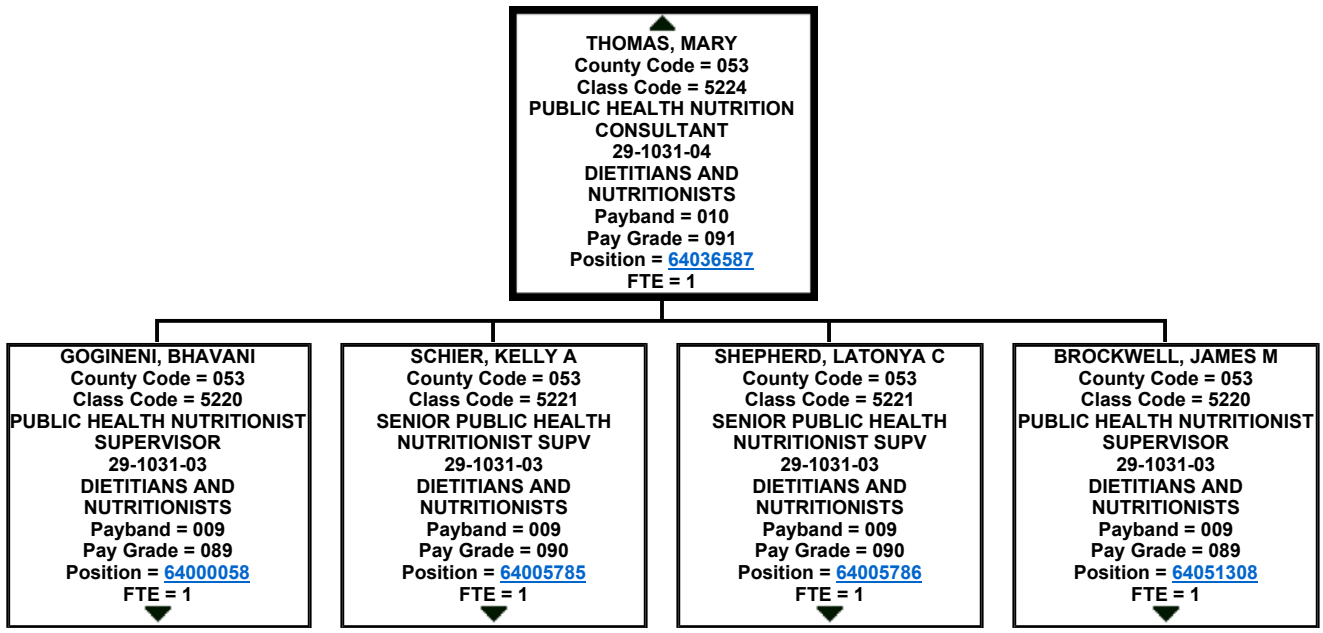 THOMAS, MARY
County Code = 053
Class Code = 5224
PUBLIC HEALTH NUTRITION
CONSULTANT
29-1031-04
DIETITIANS AND
NUTRITIONISTS
Payband = 010
Pay Grade = 091
Position = 64036587
FTE = 1
GOGINENI, BHAVANI
County Code = 053
Class Code = 5220
PUBLIC HEALTH NUTRITIONIST
SUPERVISOR
29-1031-03
DIETITIANS AND
NUTRITIONISTS
Payband = 009
Pay Grade = 089
Position = 64000058
FTE = 1
SCHIER, KELLY A
County Code = 053
Class Code = 5221
SENIOR PUBLIC HEALTH
NUTRITIONIST SUPV
29-1031-03
DIETITIANS AND
NUTRITIONISTS
Payband = 009
Pay Grade = 090
Position = 64005785
FTE = 1
SHEPHERD, LATONYA C
County Code = 053
Class Code = 5221
SENIOR PUBLIC HEALTH
NUTRITIONIST SUPV
29-1031-03
DIETITIANS AND
NUTRITIONISTS
Payband = 009
Pay Grade = 090
Position = 64005786
FTE = 1
BROCKWELL, JAMES M
County Code = 053
Class Code = 5220
PUBLIC HEALTH NUTRITIONIST
SUPERVISOR
29-1031-03
DIETITIANS AND
NUTRITIONISTS
Payband = 009
Pay Grade = 089
Position = 64051308
FTE = 1